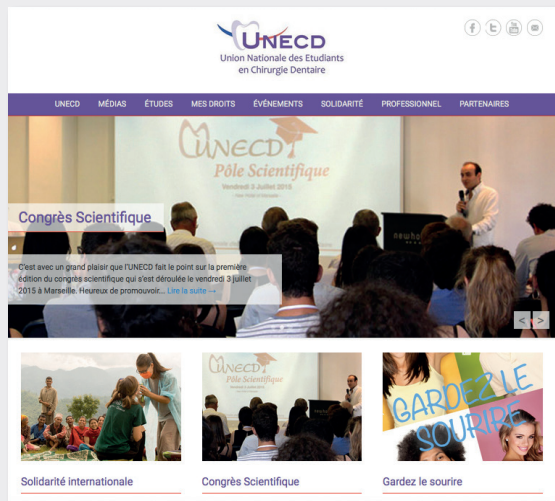 UNECD
Union Nationale des Etudiants
en Chirurgie Dentaire
f t You Tube
UNECD MÉDIAS ÉTUDES MES DROITS ÉVÉNEMENTS SOLIDARITÉ PROFESSIONNEL PARTENAIRES
UNECD
Pôle Scientifique
Vendredi 3 Juillet 2015
newho
Congrès Scientifique
C'est avec un grand plaisir que l'UNECD fait le point sur la première
édition du congrès scientifique qui s'est déroulée le vendredi 3 juillet
2015 à Marseille. Heureux de promouvoir... Lire la suite →
< >
UNECD
Pôle Scientifique
GARDEZ LE
SOURIRE
Solidarité internationale
Congrès Scientifique
Gardez le sourire